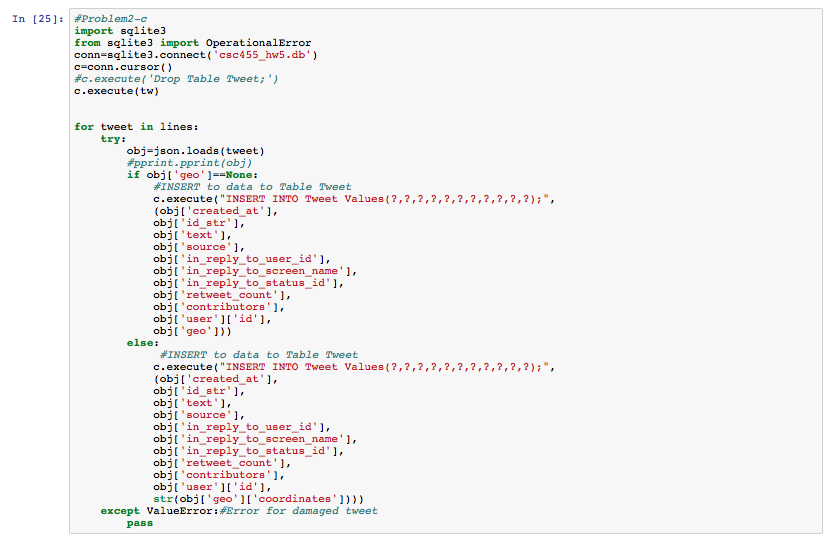 In [25]: #Problem2-c
import sqlite3
from sqlite3 import OperationalError
conn=sqlite3.connect('csc455_hw5.db')
c=conn.cursor()
#c.execute('Drop Table Tweet;')
c.execute(tw)
for tweet in lines:
    try:
        obj=json.loads(tweet)
        #pprint.pprint(obj)
        if obj['geo']==None:
            #INSERT to data to Table Tweet
            c.execute("INSERT INTO Tweet Values(?,?,?,?,?,?,?,?,?,?,?);",
            (obj['created_at'],
            obj['id_str'],
            obj['text'],
            obj['source'],
            obj['in_reply_to_user_id'],
            obj['in_reply_to_screen_name'],
            obj['in_reply_to_status_id'],
            obj['retweet_count'],
            obj['contributors'],
            obj['user']['id'],
            obj['geo']))
        else:
             #INSERT to data to Table Tweet
            c.execute("INSERT INTO Tweet Values(?,?,?,?,?,?,?,?,?,?,?);",
            (obj['created_at'],
            obj['id_str'],
            obj['text'],
            obj['source'],
            obj['in_reply_to_user_id'],
            obj['in_reply_to_screen_name'],
            obj['in_reply_to_status_id'],
            obj['retweet_count'],
            obj['contributors'],
            obj['user']['id'],
            str(obj['geo']['coordinates'])))
    except ValueError:#Error for damaged tweet
        pass